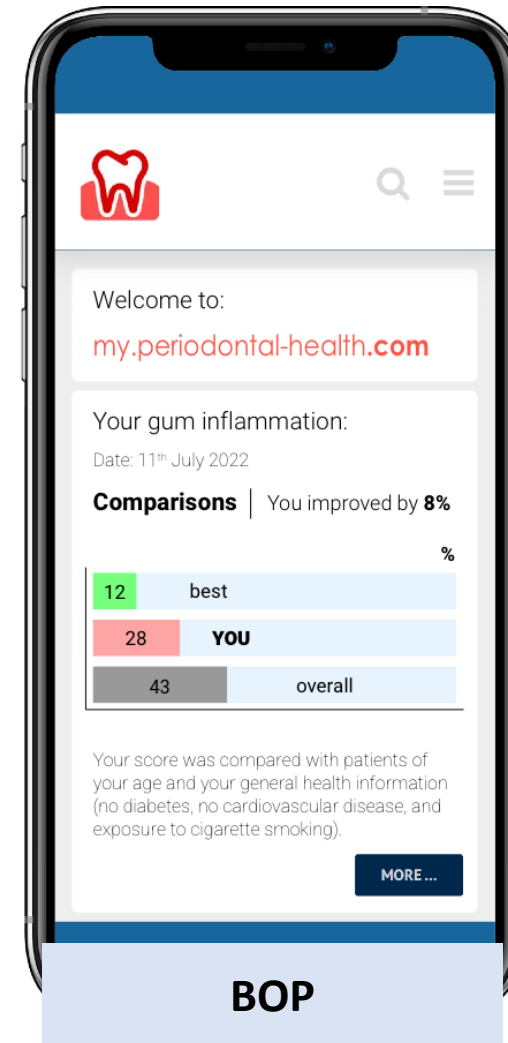 Welcome to:
my.periodontal-health.com
Your gum inflammation:
Date: 11th July 2022
Comparisons | You improved by 8%
%
12 best
28 YOU
43 overall
Your score was compared with patients of
your age and your general health information
(no diabetes, no cardiovascular disease, and
exposure to cigarette smoking).
MORE ...
BOP